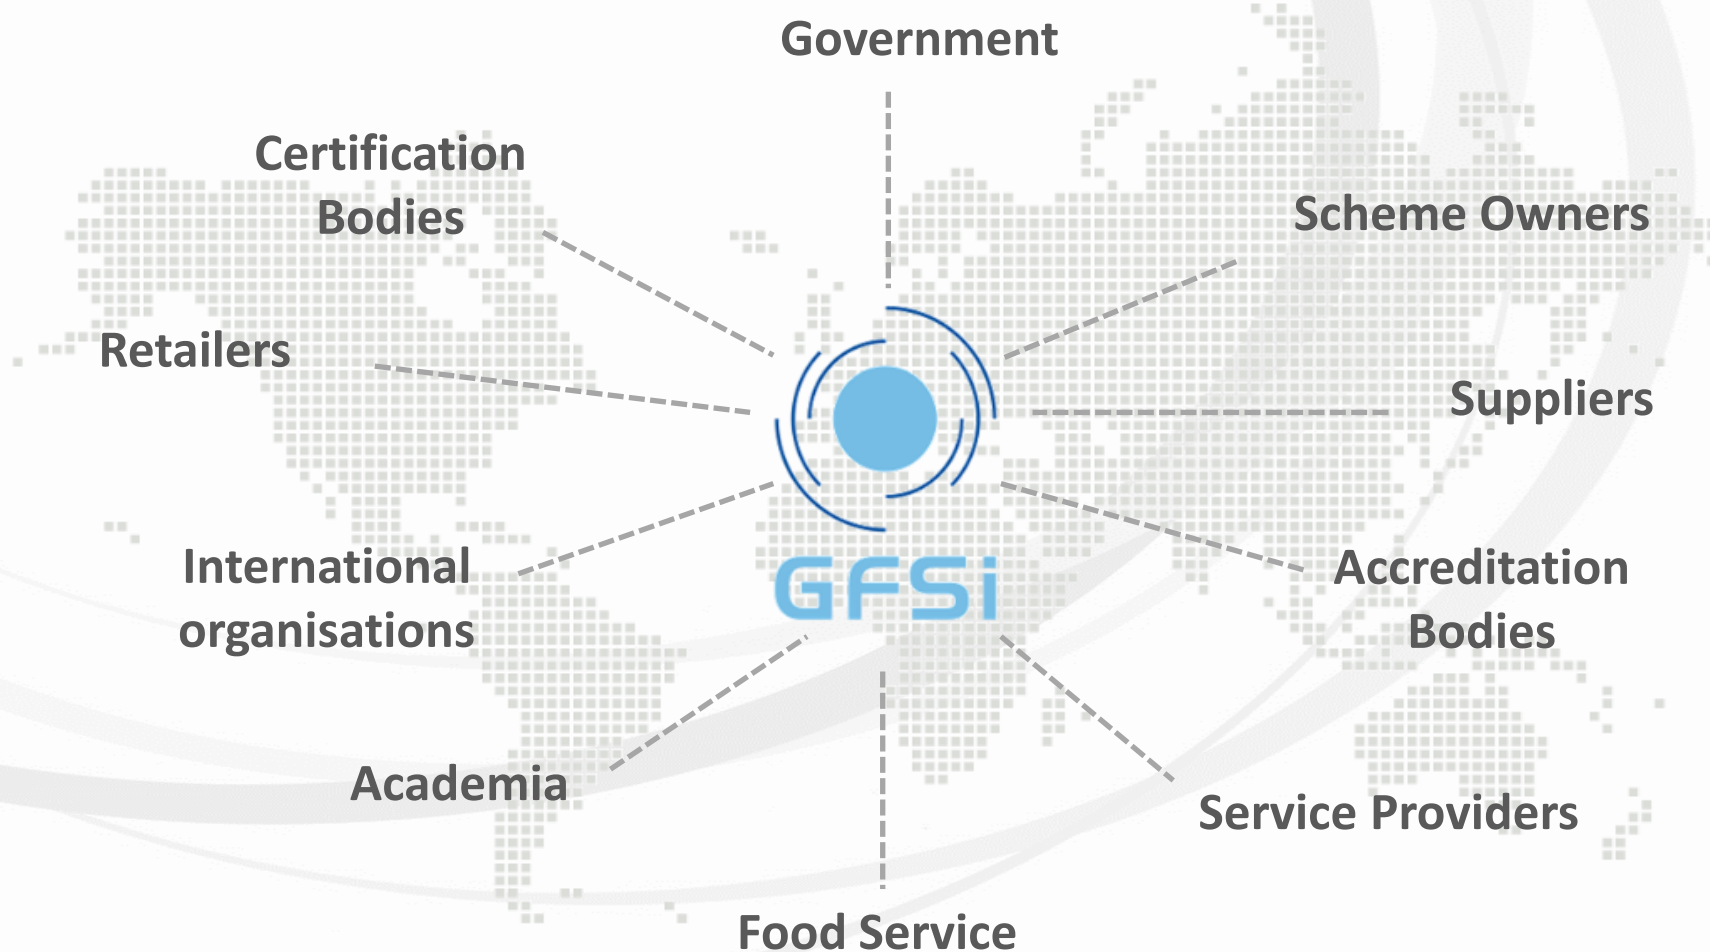 Government
Certification
Bodies
Scheme Owners
Retailers
Suppliers
International
organisations
GFSi
Accreditation
Bodies
Academia
Service Providers
Food Service